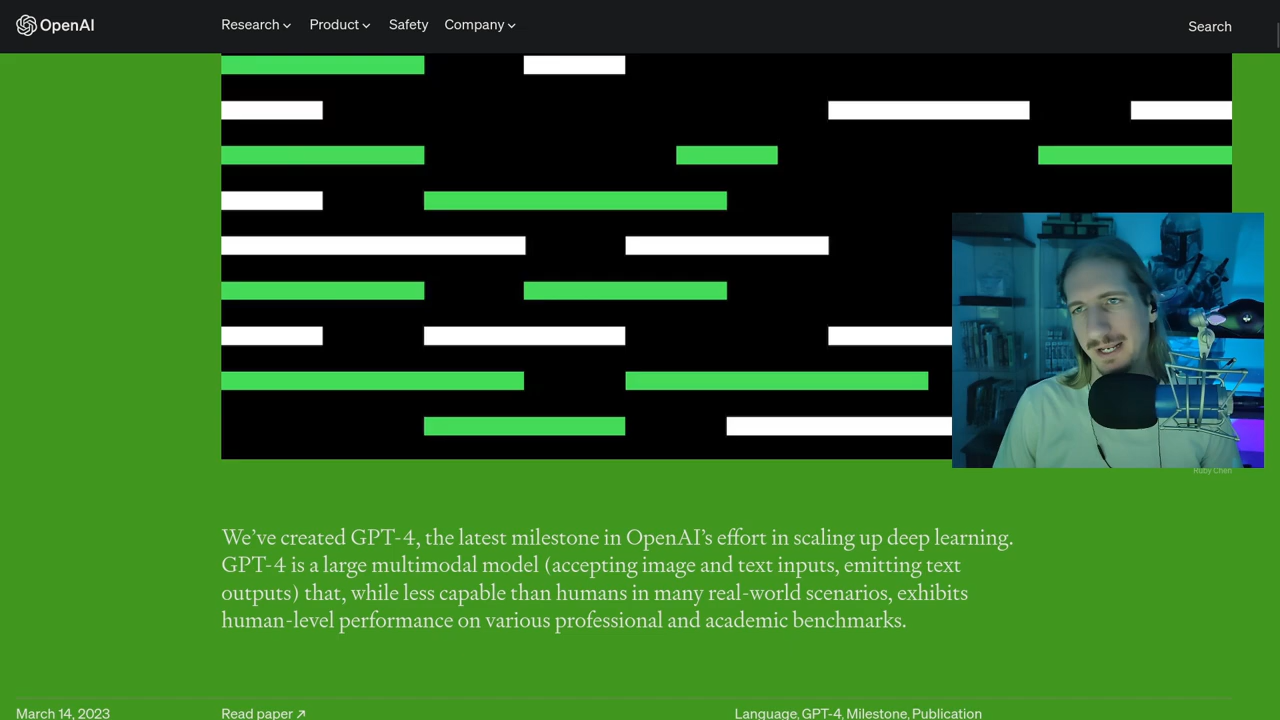 OpenAI
Research Product Safety Company
Search
Ruby Chen
We've created GPT-4, the latest milestone in OpenAI's effort in scaling up deep learning.
GPT-4 is a large multimodal model (accepting image and text inputs, emitting text
outputs) that, while less capable than humans in many real-world scenarios, exhibits
human-level performance on various professional and academic benchmarks.
March 14, 2023
Read paper ↗
Language, GPT-4, Milestone, Publication